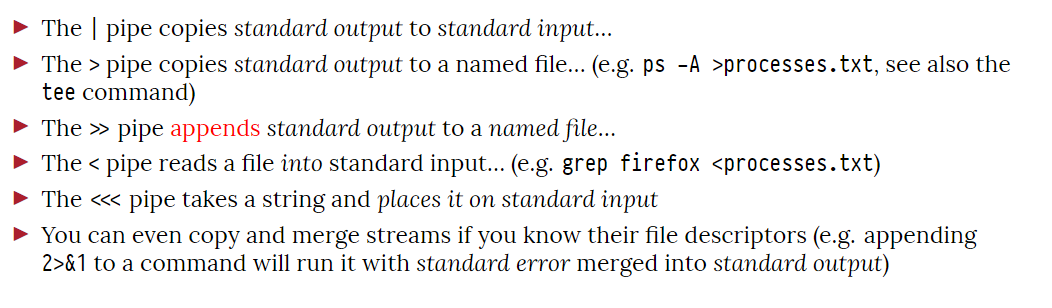 ► The | pipe copies standard output to standard input...
► The > pipe copies standard output to a named file... (e.g. ps -A >processes.txt, see also the
tee command)
► The >> pipe appends standard output to a named file...
► The < pipe reads a file into standard input... (e.g. grep firefox <processes.txt)
► The <<< pipe takes a string and places it on standard input
► You can even copy and merge streams if you know their file descriptors (e.g. appending
2>&1 to a command will run it with standard error merged into standard output)